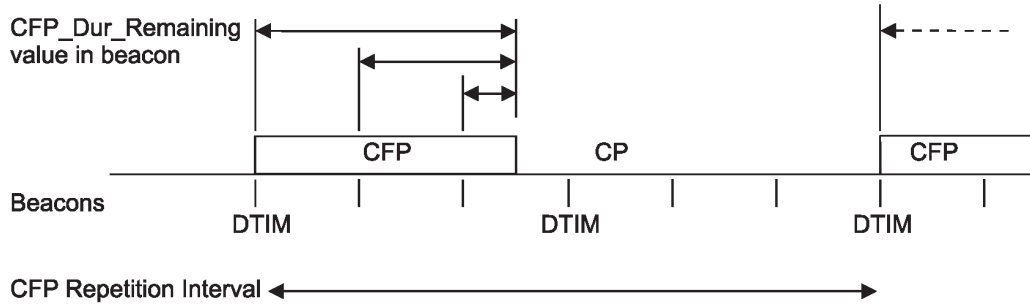 CFP_Dur_Remaining
value in beacon
CFP CP CFP
Beacons
DTIM DTIM DTIM
CFP Repetition Interval